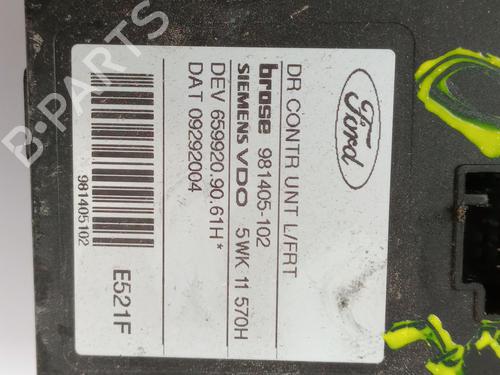 Ford
DR CONTR UNT L/FRT
brose 981405-102
SIEMENS VDO 5WK 11 570H
DEV 659920.90.61H*
DAT 09292004
981405102
E521F
B-PARTS